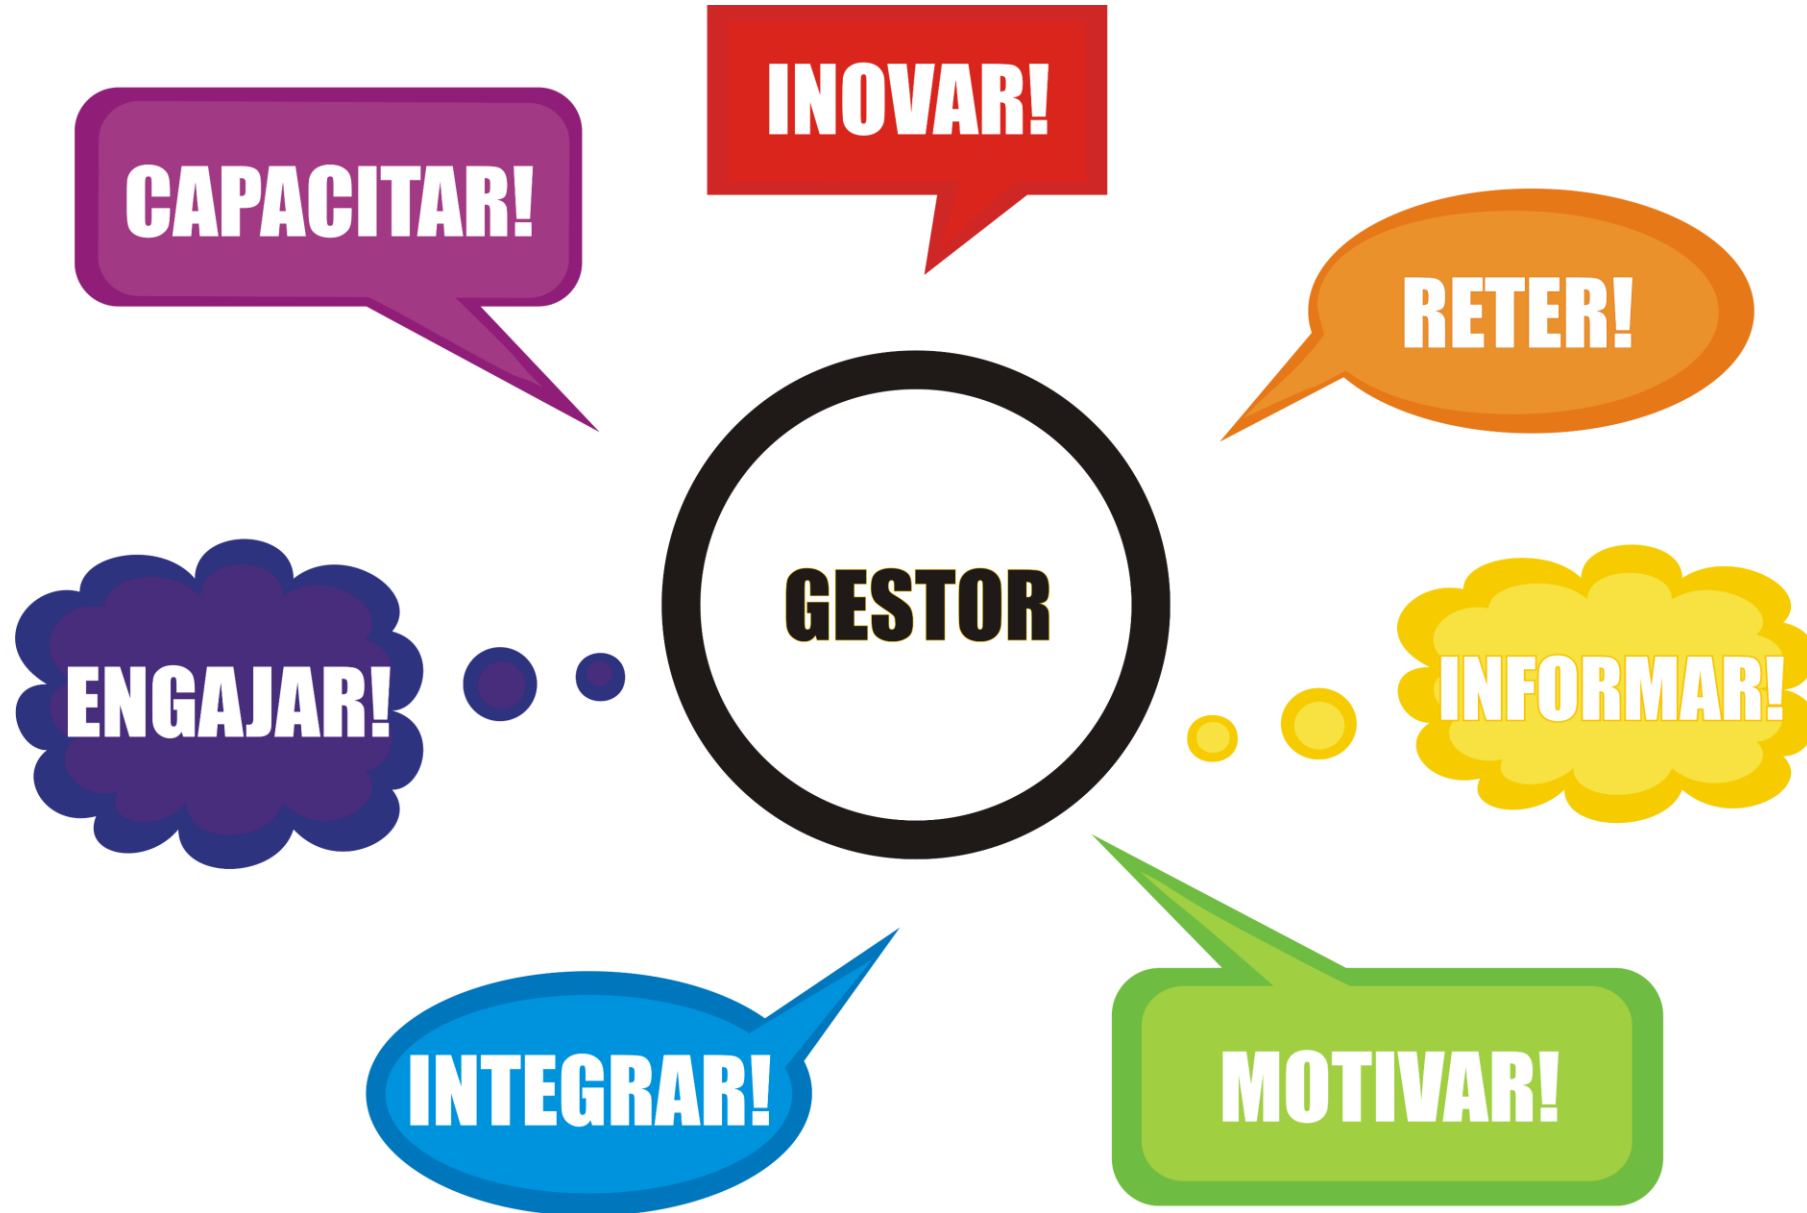 INOVAR!
CAPACITAR!
RETER!
GESTOR
ENGAJAR!
INFORMAR!
INTEGRAR!
MOTIVAR!